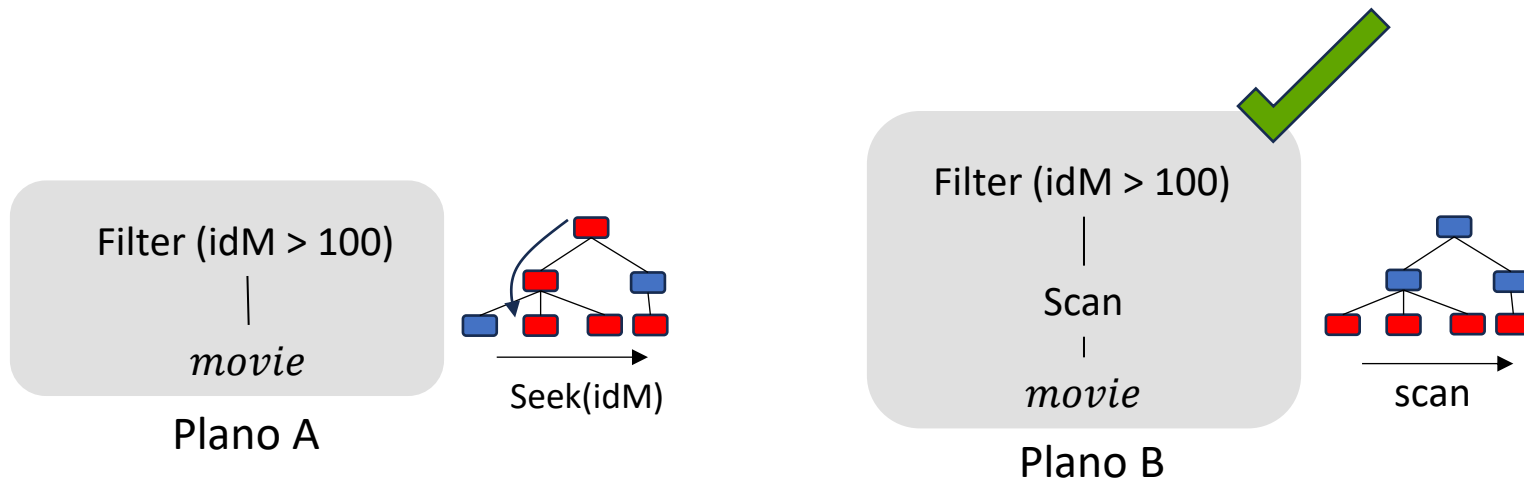 Filter (idM > 100)
movie
Seek(idM)
Plano A
Filter (idM > 100)
Scan
movie
scan
Plano B